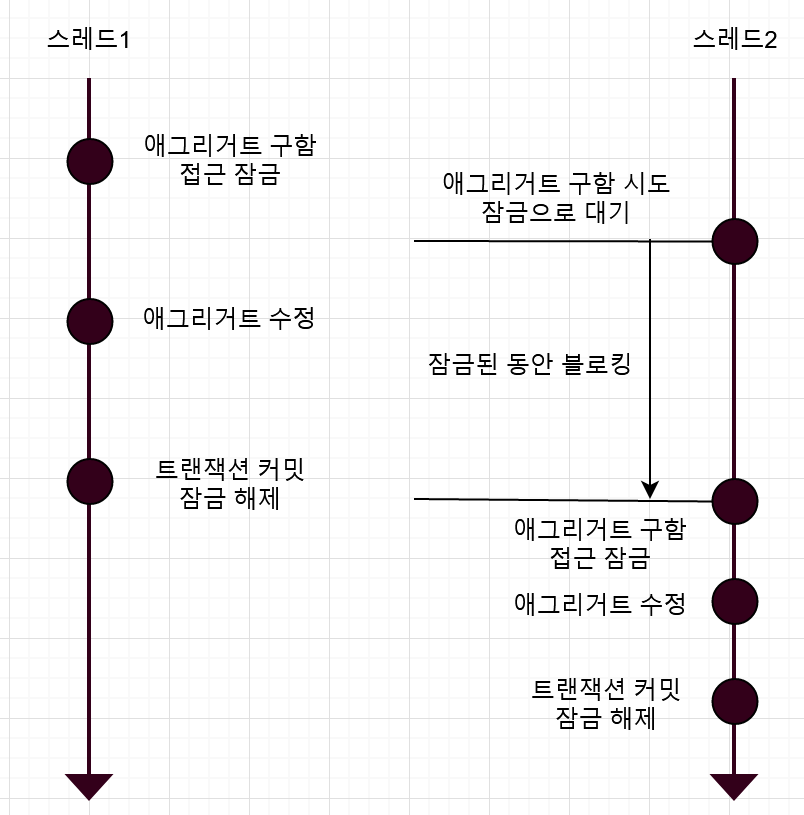 스레드1
스레드2
애그리거트 구함
접근 잠금
애그리거트 구함 시도
잠금으로 대기
애그리거트 수정
잠금된 동안 블로킹
트랜잭션 커밋
잠금 해제
애그리거트 구함
접근 잠금
애그리거트 수정
트랜잭션 커밋
잠금 해제